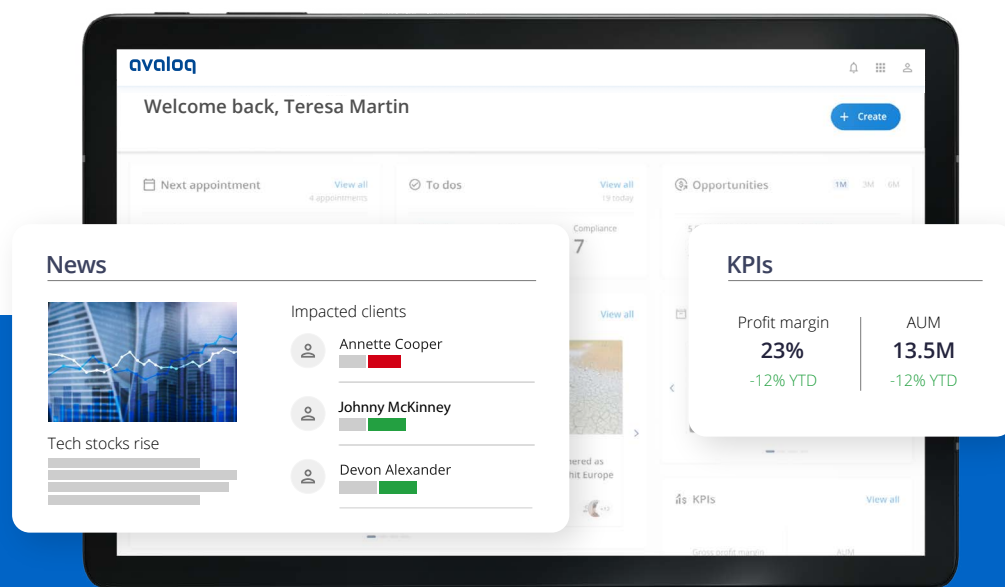 avaloq
Welcome back, Teresa Martin
+ Create
Next appointment
View all
4 appointments
To dos
View all
19 today
Opportunities
1M 3M 6M
Compliance
7
News
Impacted clients
Annette Cooper
Johnny McKinney
Devon Alexander
Tech stocks rise
View all
hit Europe
KPIs
Profit margin
23%
-12% YTD
AUM
13.5M
-12% YTD
KPIs
View all
Gross profit margin
AUM